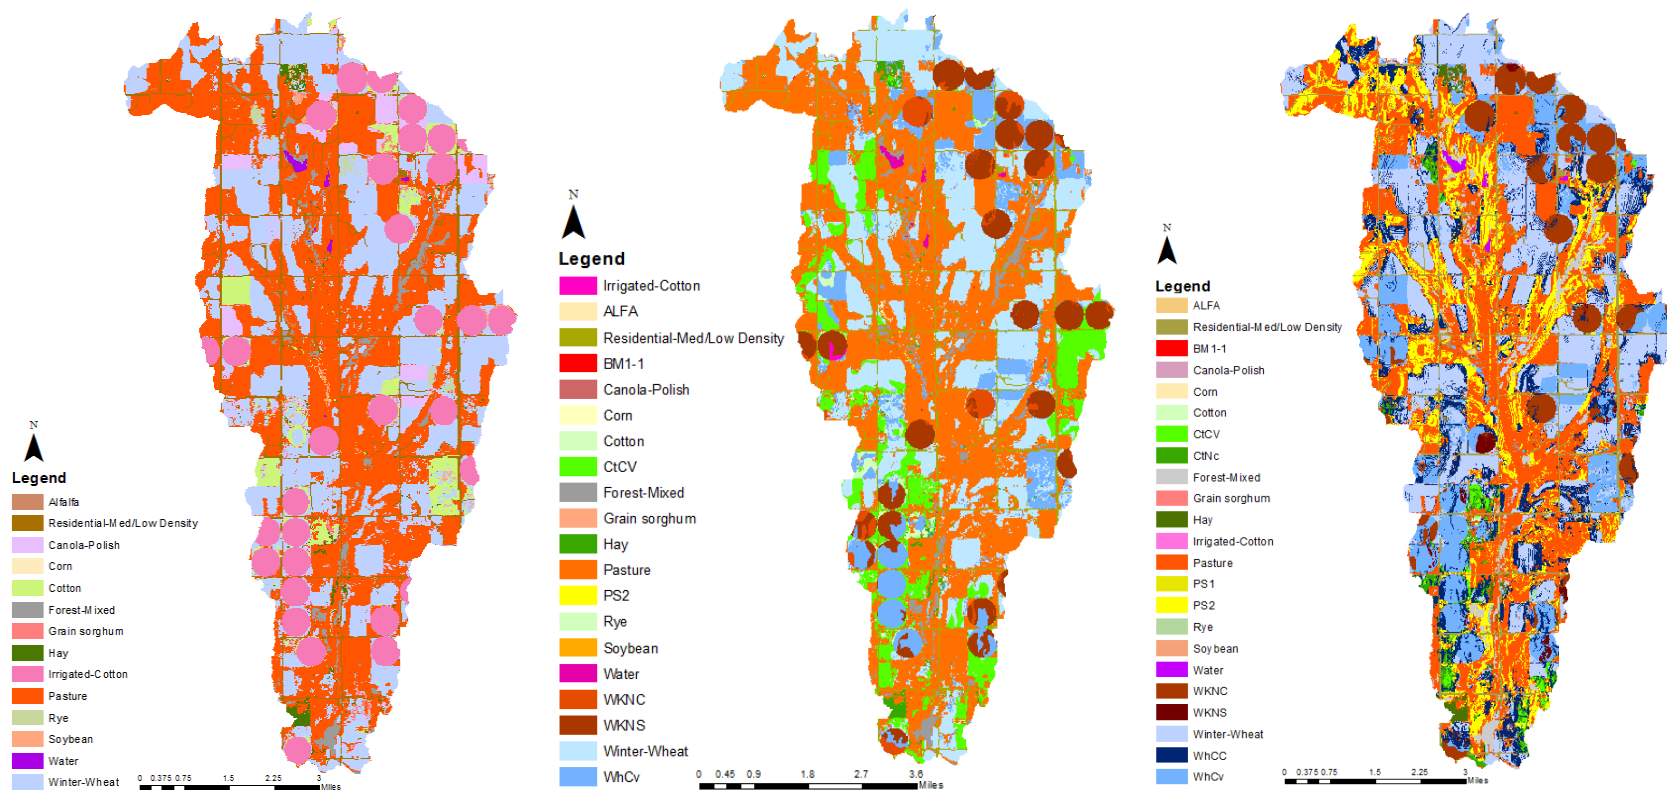 N
Legend
Alfalfa
Residential-Med/Low Density
Canola-Polish
Corn
Cotton
Forest-Mixed
Grain sorghum
Hay
Irrigated-Cotton
Pasture
Rye
Soybean
Water
Winter-Wheat
0 0.375 0.75 1.5 2.25 3
Miles
N
Legend
Irrigated-Cotton
ALFA
Residential-Med/Low Density
BM1-1
Canola-Polish
Corn
Cotton
CtCV
Forest-Mixed
Grain sorghum
Hay
Pasture
PS2
Rye
Soybean
Water
WKNC
WKNS
Winter-Wheat
WhCv
0 0.45 0.9 1.8 2.7 3.6
Miles
N
Legend
ALFA
Residential-Med/Low Density
BM1-1
Canola-Polish
Corn
Cotton
CtCV
CtNc
Forest-Mixed
Grain sorghum
Hay
Irrigated-Cotton
Pasture
PS1
PS2
Rye
Soybean
Water
WKNC
WKNS
Winter-Wheat
WhCC
WhCv
0 0.375 0.75 1.5 2.25 3
Miles